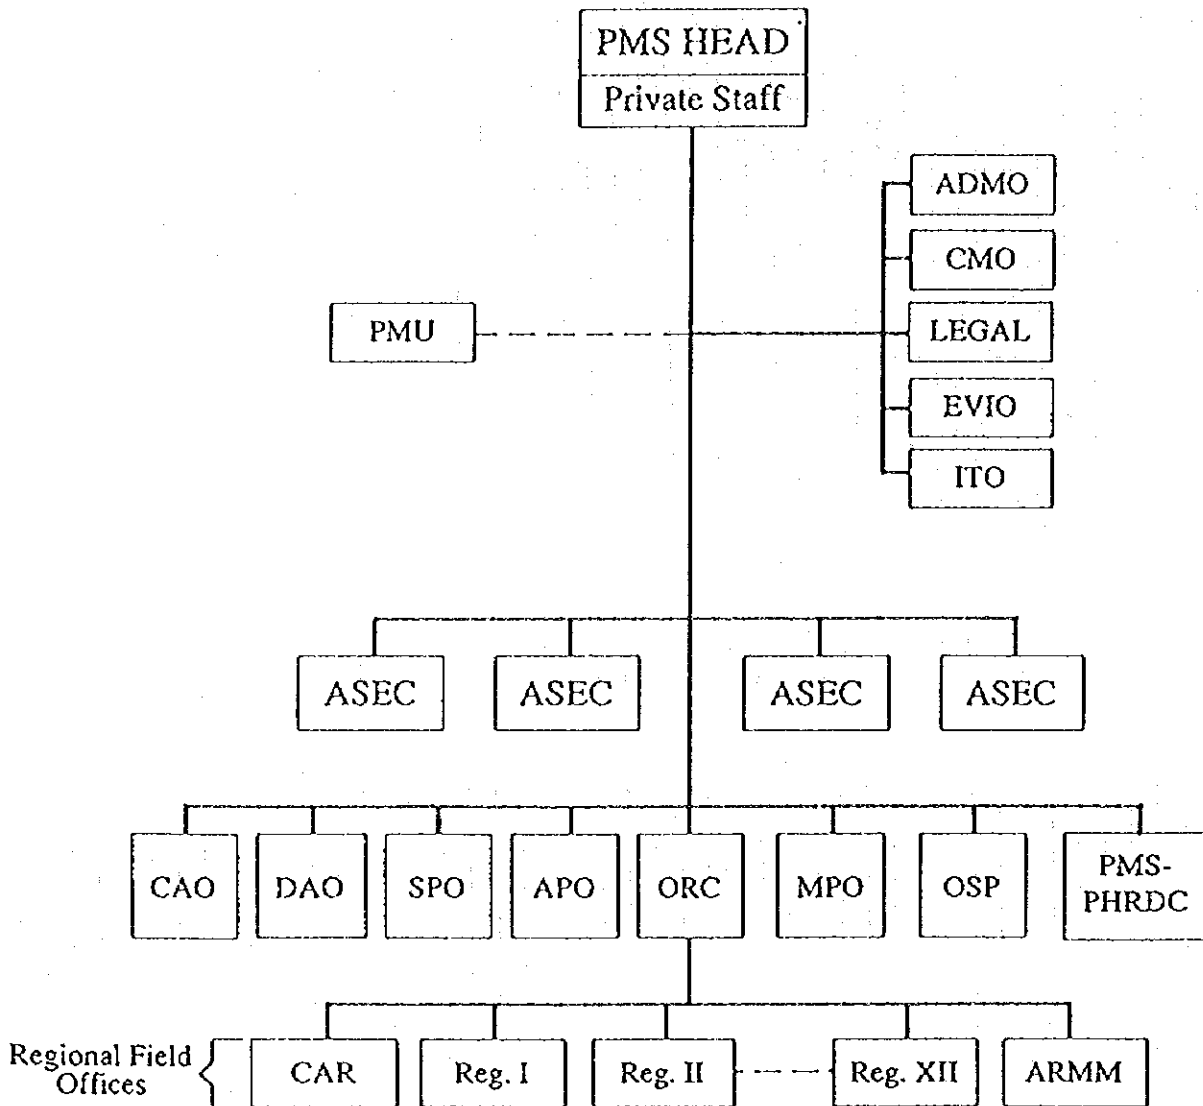 PMS HEAD
Private Staff
ADMO
CMO
PMU
LEGAL
EVIO
ITO
ASEC
ASEC
ASEC
ASEC
CAO
DAO
SPO
APO
ORC
MPO
OSP
PMS-
PHRDC
Regional Field
Offices
CAR
Reg. I
Reg. II
Reg. XII
ARMM